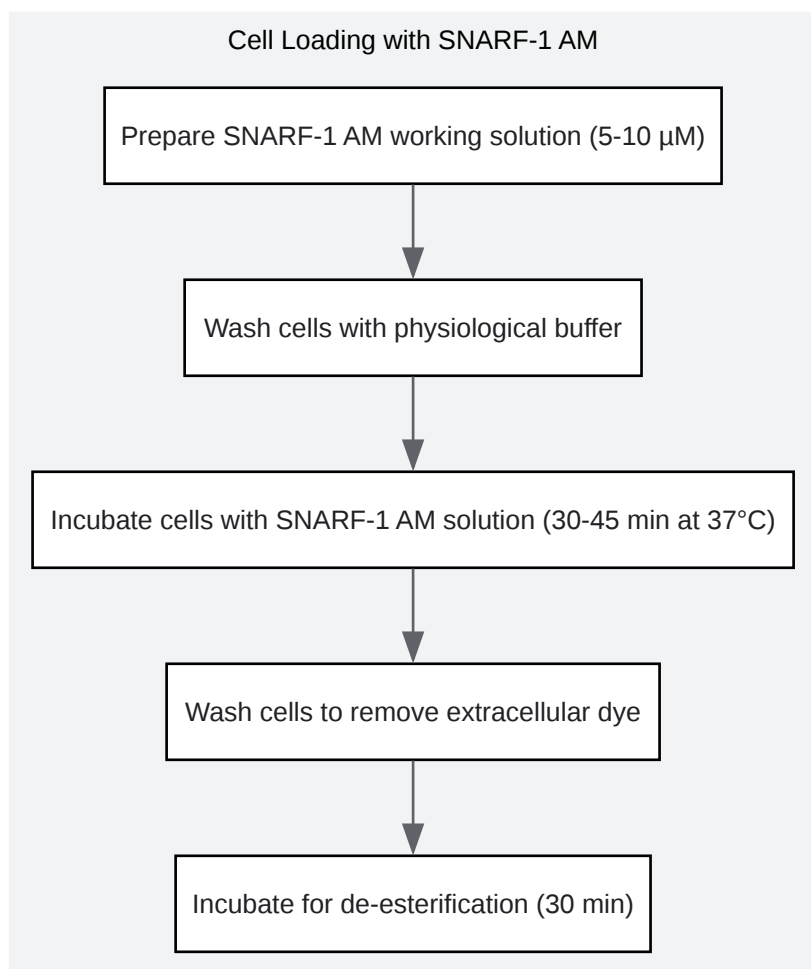 Cell Loading with SNARF-1 AM
Prepare SNARF-1 AM working solution (5-10 µM)
Wash cells with physiological buffer
Incubate cells with SNARF-1 AM solution (30-45 min at 37°C)
Wash cells to remove extracellular dye
Incubate for de-esterification (30 min)